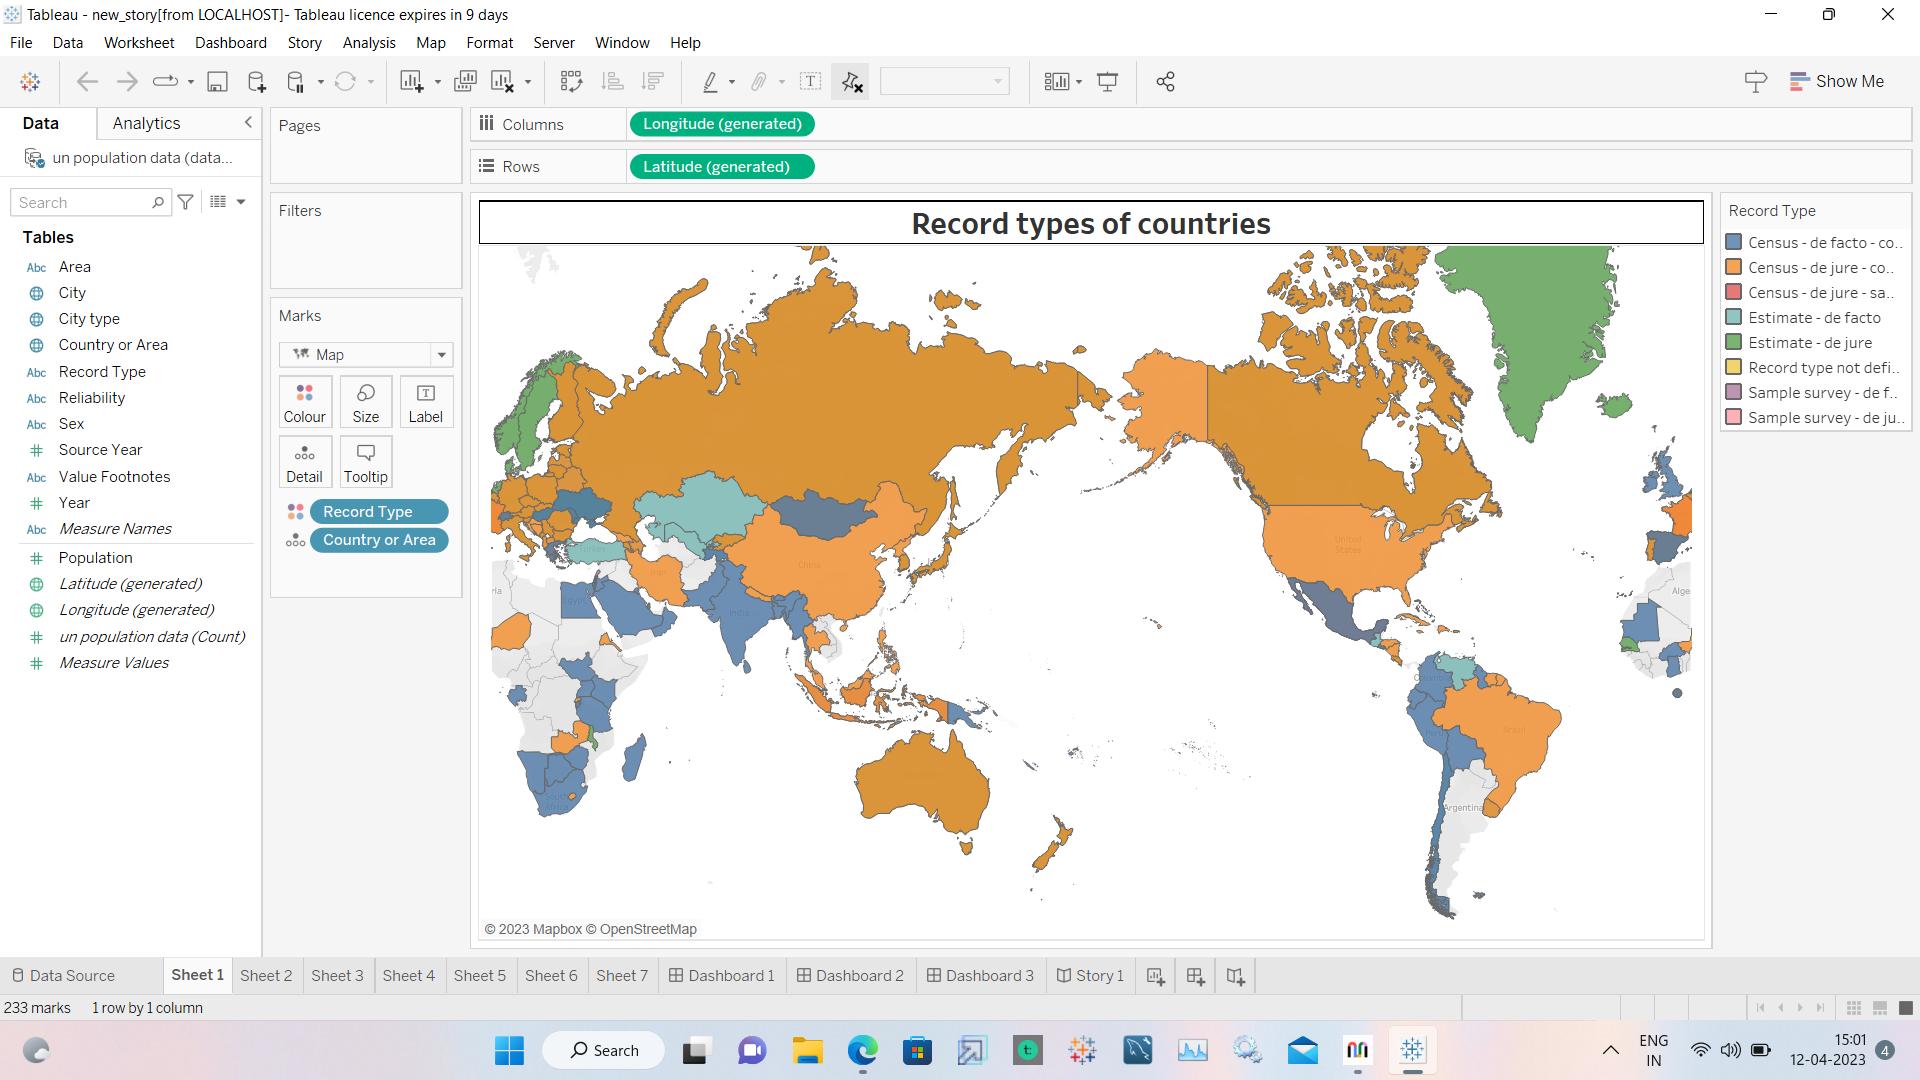 Tableau - new_story[from LOCALHOST]- Tableau licence expires in 9 days
File Data Worksheet Dashboard Story Analysis Map Format Server Window Help
Show Me
Data Analytics
un population data (data...
Search
Tables
Abc Area
City
City type
Country or Area
Abc Record Type
Abc Reliability
Abc Sex
Source Year
Abc Value Footnotes
Year
Abc Measure Names
Population
Latitude (generated)
Longitude (generated)
un population data (Count)
Measure Values
Pages
Filters
Marks
Map
Colour Size Label
Detail Tooltip
Record Type
Country or Area
Columns Longitude (generated)
Rows Latitude (generated)
Record types of countries
United
States
China
India
Brazil
Argentina
South
Africa
Alge
© 2023 Mapbox © OpenStreetMap
Record Type
Census - de facto - co..
Census - de jure - co..
Census - de jure - sa..
Estimate - de facto
Estimate - de jure
Record type not defi..
Sample survey - de f..
Sample survey - de ju..
Data Source Sheet 1 Sheet 2 Sheet 3 Sheet 4 Sheet 5 Sheet 6 Sheet 7 Dashboard 1 Dashboard 2 Dashboard 3 Story 1
233 marks 1 row by 1 column
Search
ENG
IN
15:01
12-04-2023
4